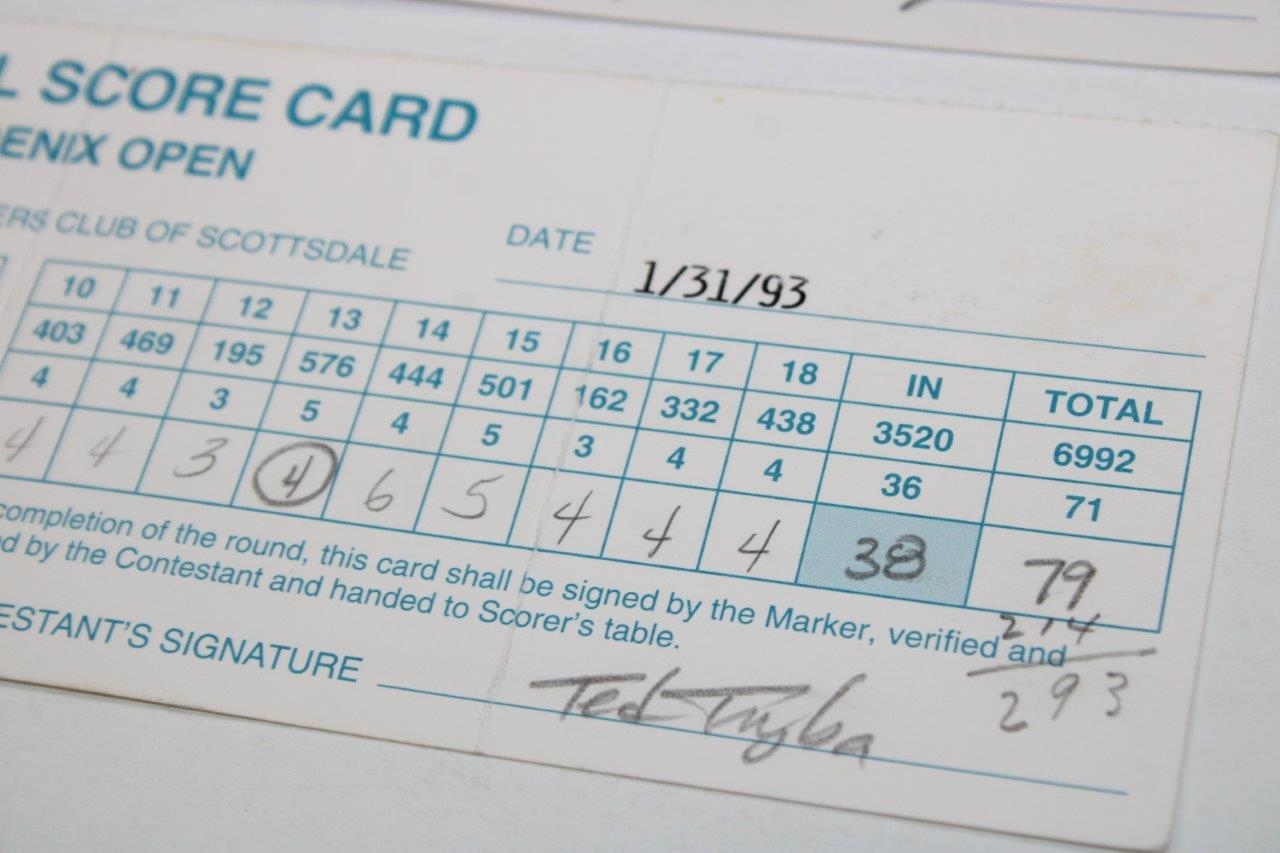 L SCORE CARD
ENIX OPEN
ERS CLUB OF SCOTTSDALE
DATE 1/31/93
10 11 12 13 14 15 16 17 18 IN TOTAL
403 469 195 576 444 501 162 332 438 3520 6992
4 4 3 5 4 5 3 4 4 36 71
4 4 3 4 6 5 4 4 4 38 79
completion of the round, this card shall be signed by the Marker, verified and
d by the Contestant and handed to Scorer's table.
214
293
ESTANT'S SIGNATURE Ted Tryba